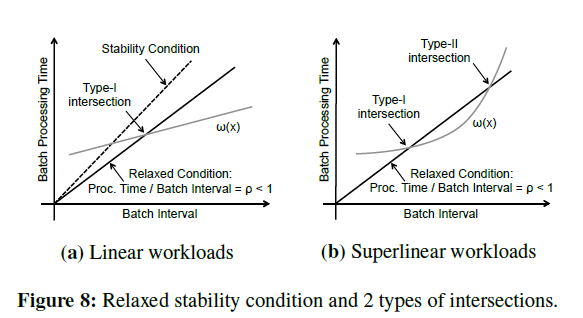 Batch Processing Time
Stability Condition
Type-I
intersection
ω(x)
Relaxed Condition:
Proc. Time / Batch Interval = ρ < 1
Batch Interval
(a) Linear workloads
Batch Processing Time
Type-II
intersection
Type-I
intersection
ω(x)
Relaxed Condition:
Proc. Time / Batch Interval = ρ < 1
Batch Interval
(b) Superlinear workloads
Figure 8: Relaxed stability condition and 2 types of intersections.